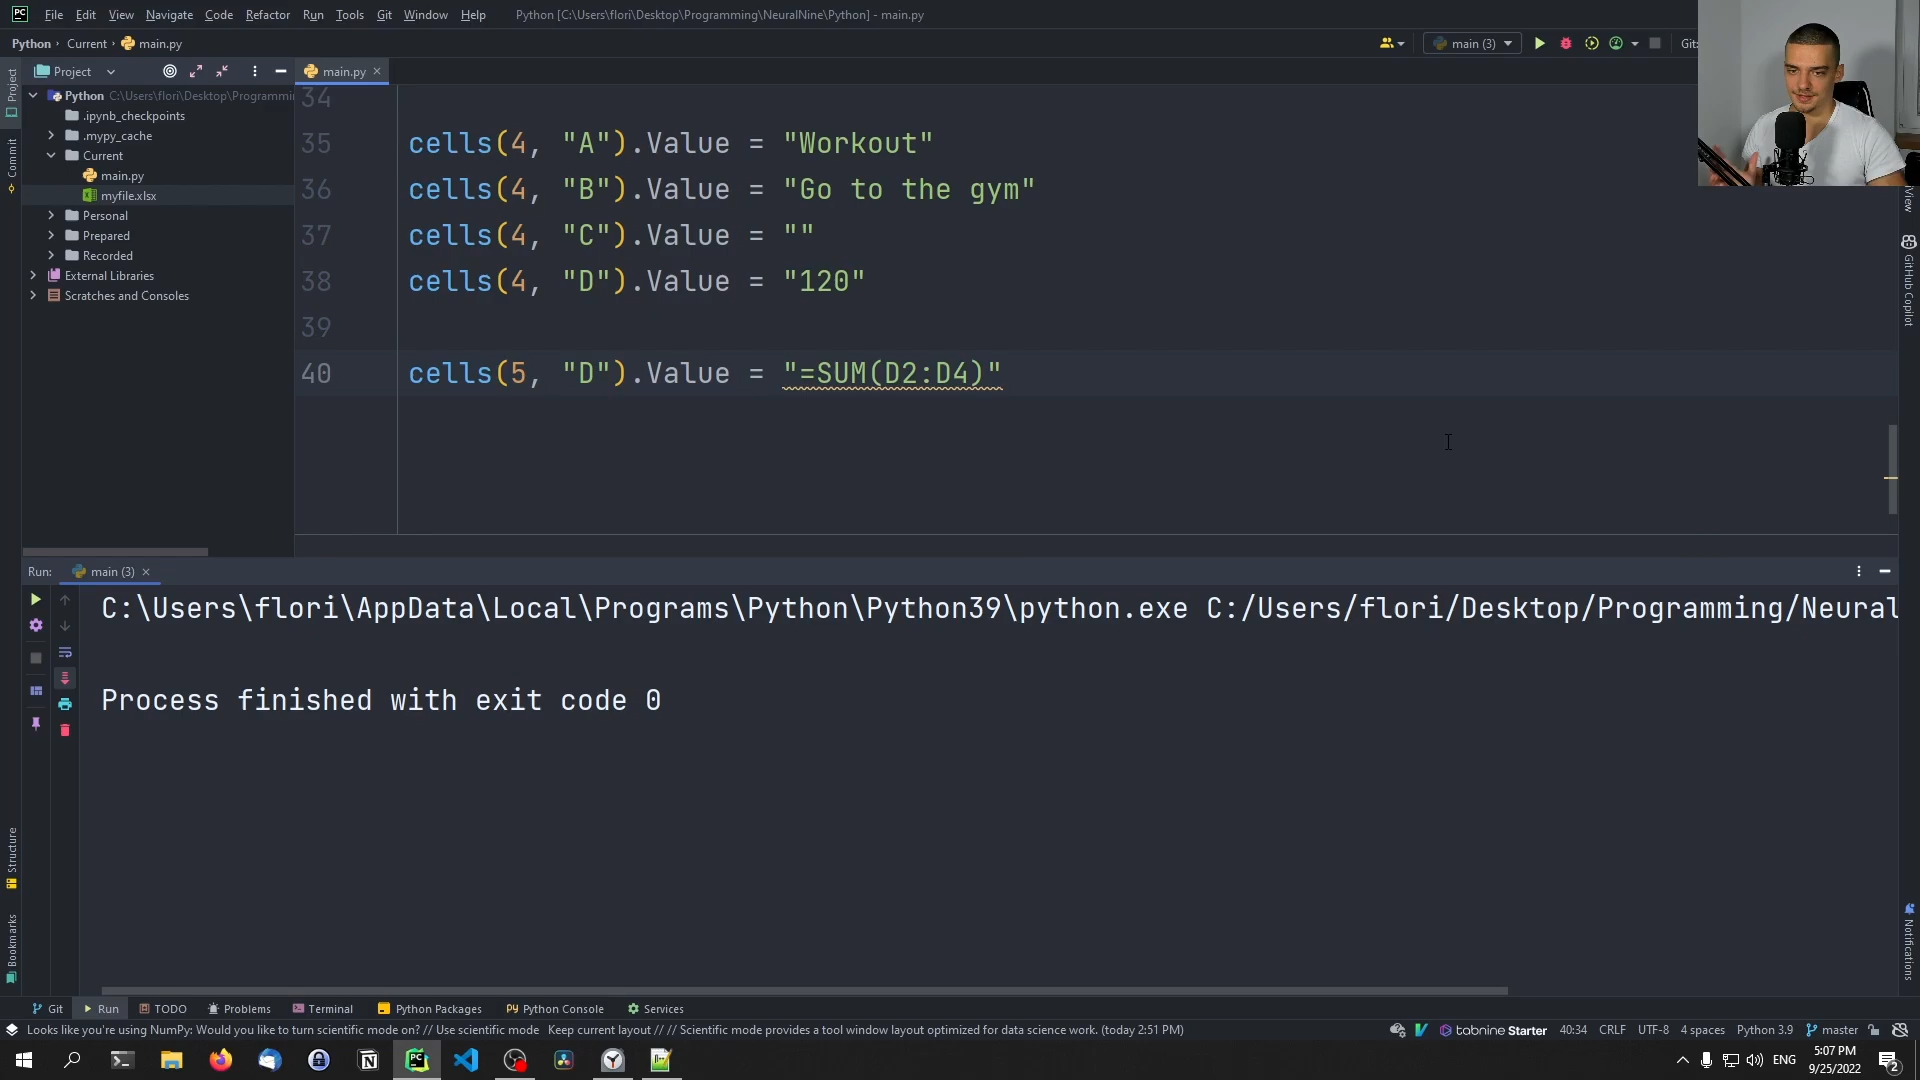 PC File Edit View Navigate Code Refactor Run Tools Git Window Help Python [C:\Users\flori\Desktop\Programming\NeuralNine\Python] - main.py
Python Current main.py main (3) Git:
Project main.py
Project
Commit
Python C:\Users\flori\Desktop\Programmi
.ipynb_checkpoints
.mypy_cache
Current
main.py
myfile.xlsx
Personal
Prepared
Recorded
External Libraries
Scratches and Consoles
34
35 cells(4, "A").Value = "Workout"
36 cells(4, "B").Value = "Go to the gym"
37 cells(4, "C").Value = ""
38 cells(4, "D").Value = "120"
39
40 cells(5, "D").Value = "=SUM(D2:D4)"
GitHub Copilot
Run: main (3)
C:\Users\flori\AppData\Local\Programs\Python\Python39\python.exe C:/Users/flori/Desktop/Programming/Neural
Process finished with exit code 0
Structure
Bookmarks
Notifications
Git Run TODO Problems Terminal Python Packages Python Console Services
Looks like you're using NumPy: Would you like to turn scientific mode on? // Use scientific mode Keep current layout // // Scientific mode provides a tool window layout optimized for data science work. (today 2:51 PM) tabnine Starter 40:34 CRLF UTF-8 4 spaces Python 3.9 master
ENG 5:07 PM
9/25/2022 2